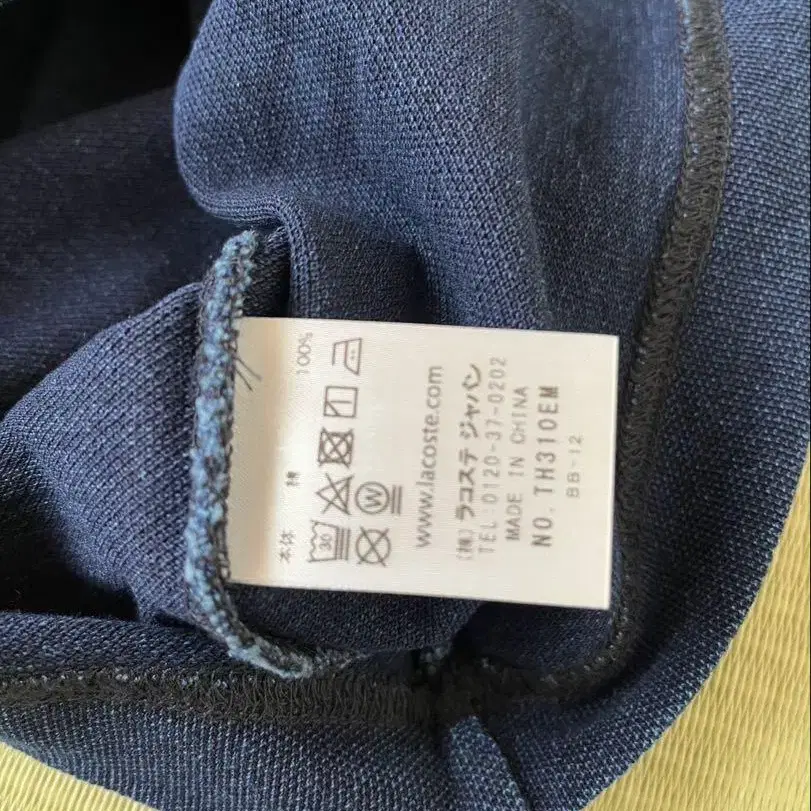 本体 綿 100%
30
W
www.lacoste.com
(株) ラコステ ジャパン
TEL:0120-37-0202
MADE IN CHINA
NO. TH310EM
BB-12